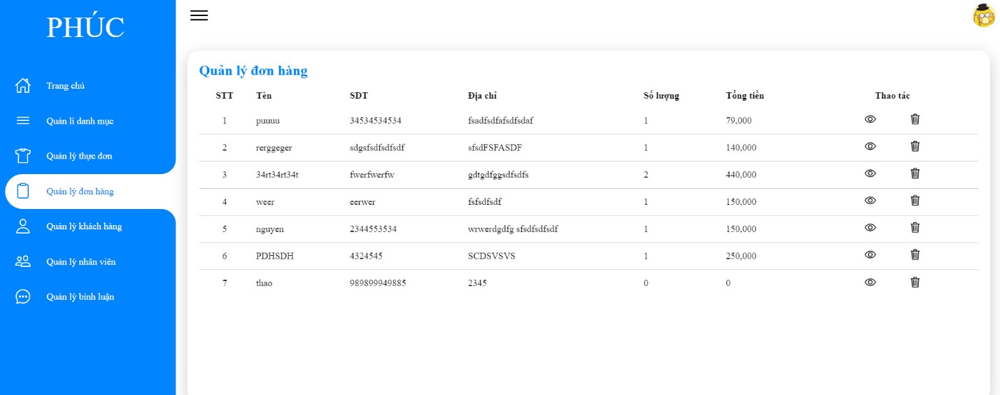 PHÚC
Trang chủ
Quản lí danh mục
Quản lý thực đơn
Quản lý đơn hàng
Quản lý khách hàng
Quản lý nhân viên
Quản lý bình luận
Quản lý đơn hàng
STT Tên SDT Địa chỉ Số lượng Tổng tiền Thao tác
1 puuuu 34534534534 fsadfsdfafsdfsdaf 1 79,000
2 rerggeger sdgsfsdfsdfsdf sfsdFSFASDF 1 140,000
3 34rt34rt34t fwerfwerfw gdtgdfggsdfsdfs 2 440,000
4 weer eerwer fsfsdfsdf 1 150,000
5 nguyen 2344553534 wrwerdgdfg sfsdfsdfsdf 1 150,000
6 PDHSDH 4324545 SCDSVSVS 1 250,000
7 thao 989899949885 2345 0 0